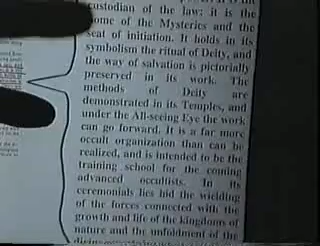 custodian of the law; it is the
home of the Mysteries and the
seat of initiation. It holds in its
symbolism the ritual of Deity, and
the way of salvation is pictorially
preserved in its work. The
methods of Deity are
demonstrated in its Temples, and
under the All-seeing Eye the work
can go forward. It is a far more
occult organization than can be
realized, and is intended to be the
training school for the coming
advanced occultists. In its
ceremonials lies hid the wielding
of the forces connected with the
growth and life of the kingdoms of
nature and the unfoldment of the